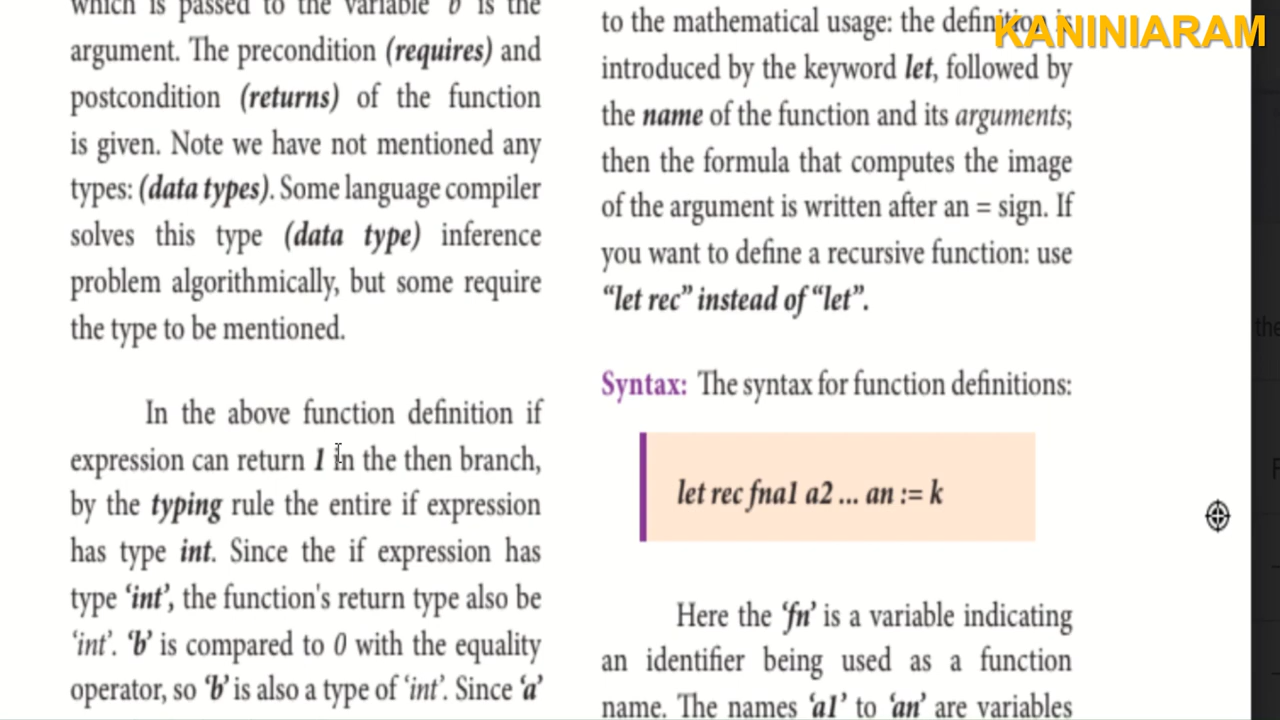 which is passed to the variable 'b' is the
argument. The precondition (requires) and
postcondition (returns) of the function
is given. Note we have not mentioned any
types: (data types). Some language compiler
solves this type (data type) inference
problem algorithmically, but some require
the type to be mentioned.
In the above function definition if
expression can return 1 in the then branch,
by the typing rule the entire if expression
has type int. Since the if expression has
type ‘int’, the function's return type also be
‘int’. ‘b’ is compared to 0 with the equality
operator, so ‘b’ is also a type of ‘int’. Since ‘a’
to the mathematical usage: the definition is
introduced by the keyword let, followed by
the name of the function and its arguments;
then the formula that computes the image
of the argument is written after an = sign. If
you want to define a recursive function: use
“let rec” instead of “let”.
Syntax: The syntax for function definitions:
let rec fna1 a2 ... an := k
Here the ‘fn’ is a variable indicating
an identifier being used as a function
name. The names ‘a1’ to ‘an’ are variables
KANINIARAM